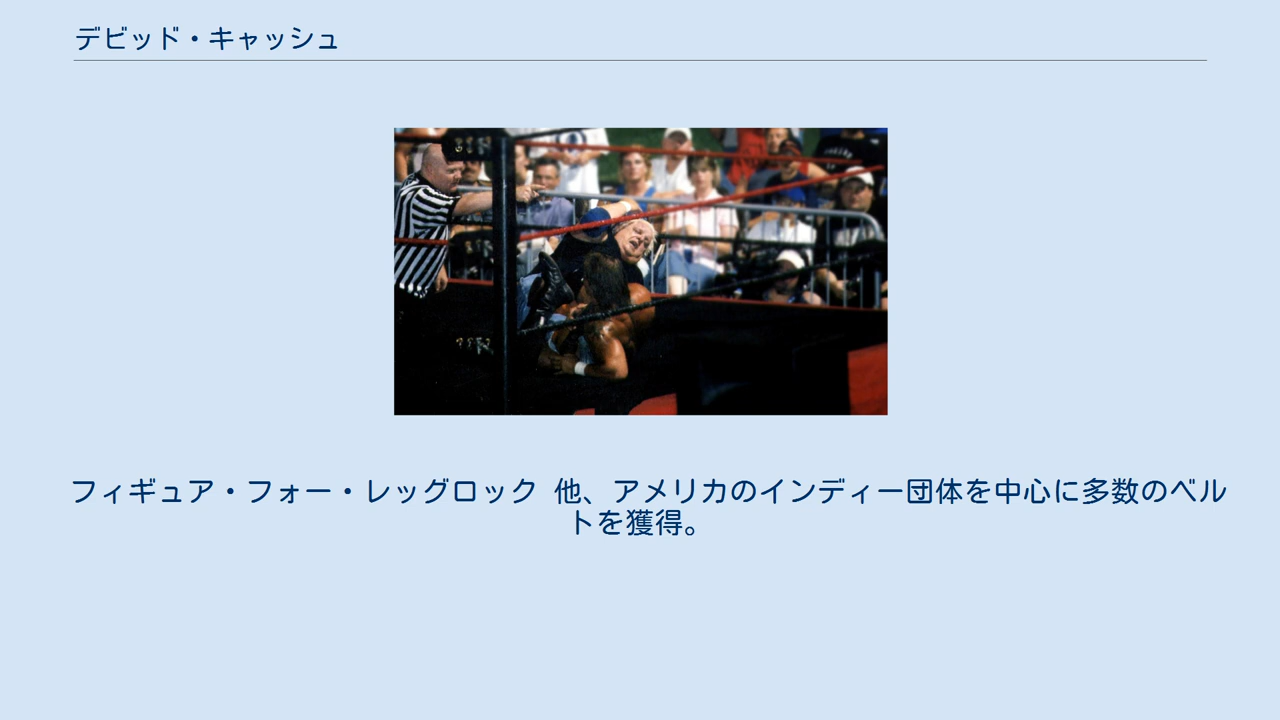 デビッド・キャッシュ
フィギュア・フォー・レッグロック 他、アメリカのインディー団体を中心に多数のベル
トを獲得。